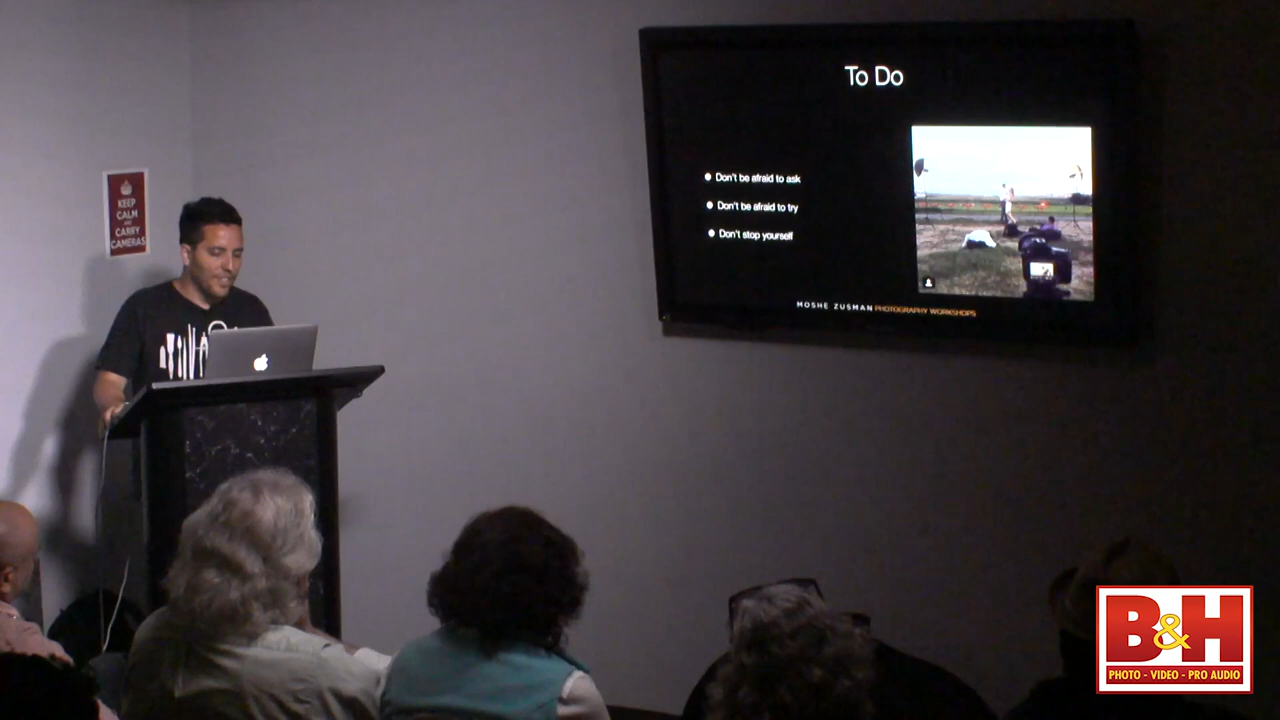 To Do
Don't be afraid to ask
Don't be afraid to try
Don't stop yourself
MOSHE ZUSMAN PHOTOGRAPHY WORKSHOPS
KEEP
CALM
AND
CARRY
CAMERAS
B&H
PHOTO - VIDEO - PRO AUDIO